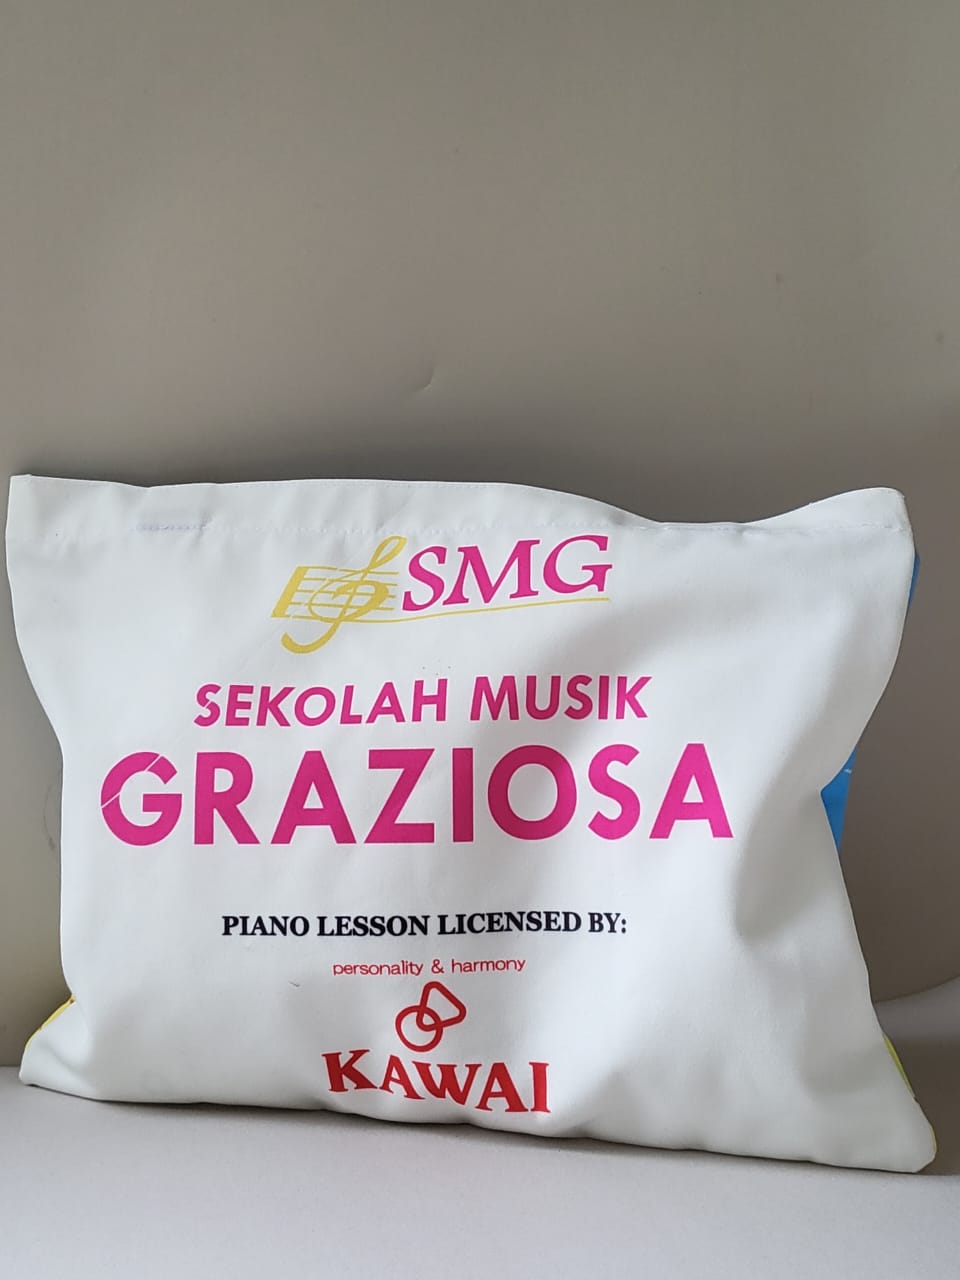 SMG
SEKOLAH MUSIK
GRAZIOSA
PIANO LESSON LICENSED BY:
personality & harmony
KAWAI